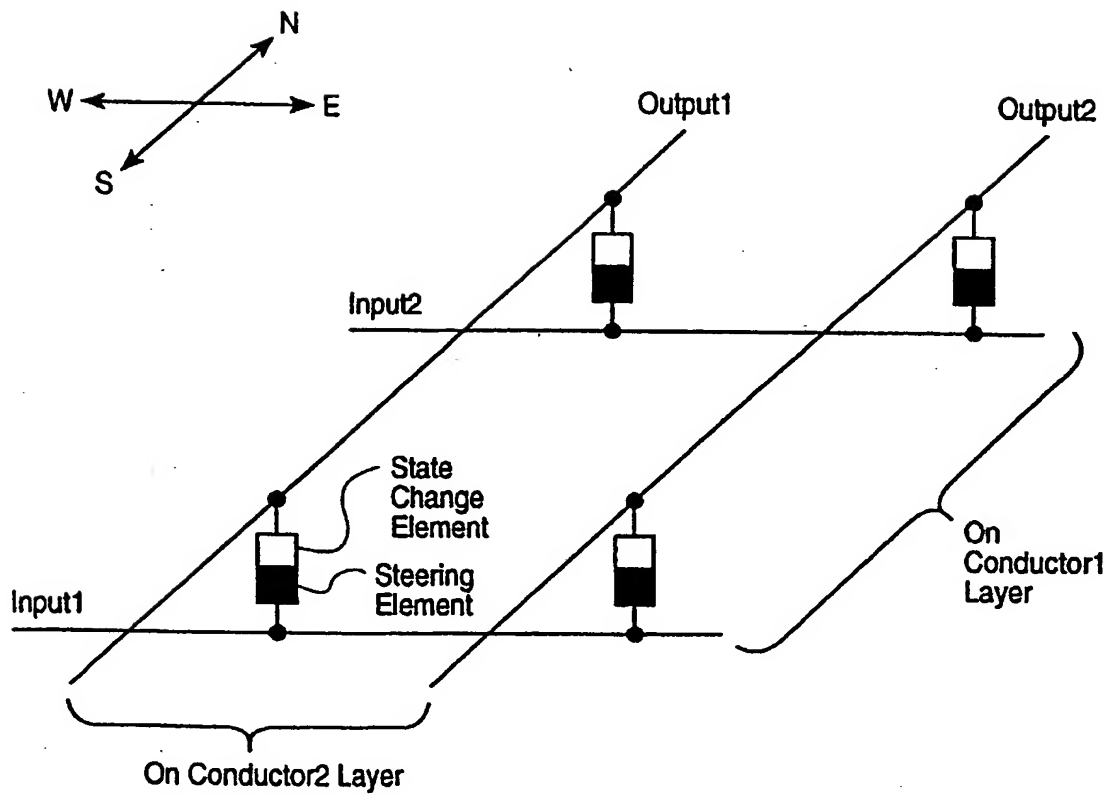 N
W
E
S
Output1
Output2
Input2
State
Change
Element
Steering
Element
Input1
On
Conductor1
Layer
On Conductor2 Layer